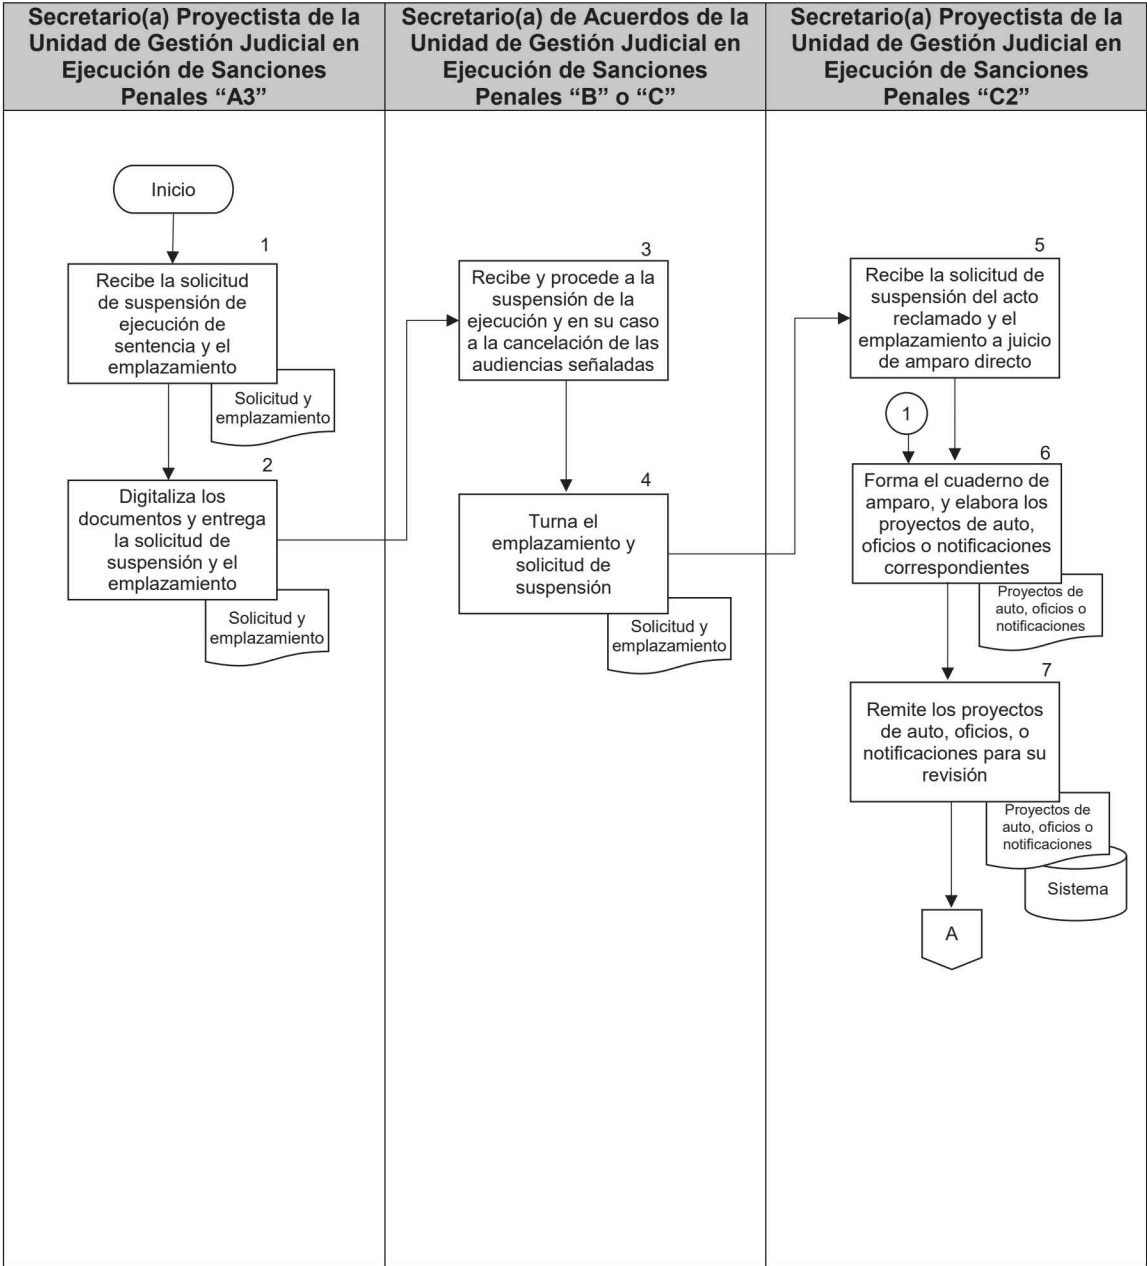 Secretario(a) Proyectista de la
Unidad de Gestión Judicial en
Ejecución de Sanciones
Penales “A3”
Secretario(a) de Acuerdos de la
Unidad de Gestión Judicial en
Ejecución de Sanciones
Penales “B” o “C”
Secretario(a) Proyectista de la
Unidad de Gestión Judicial en
Ejecución de Sanciones
Penales “C2”
Inicio
1
Recibe la solicitud
de suspensión de
ejecución de
sentencia y el
emplazamiento
Solicitud y
emplazamiento
2
Digitaliza los
documentos y entrega
la solicitud de
suspensión y el
emplazamiento
Solicitud y
emplazamiento
3
Recibe y procede a la
suspensión de la
ejecución y en su caso
a la cancelación de las
audiencias señaladas
4
Turna el
emplazamiento y
solicitud de
suspensión
Solicitud y
emplazamiento
5
Recibe la solicitud de
suspensión del acto
reclamado y el
emplazamiento a juicio
de amparo directo
1
6
Forma el cuaderno de
amparo, y elabora los
proyectos de auto,
oficios o notificaciones
correspondientes
Proyectos de
auto, oficios o
notificaciones
7
Remite los proyectos
de auto, oficios, o
notificaciones para su
revisión
Proyectos de
auto, oficios o
notificaciones
Sistema
A